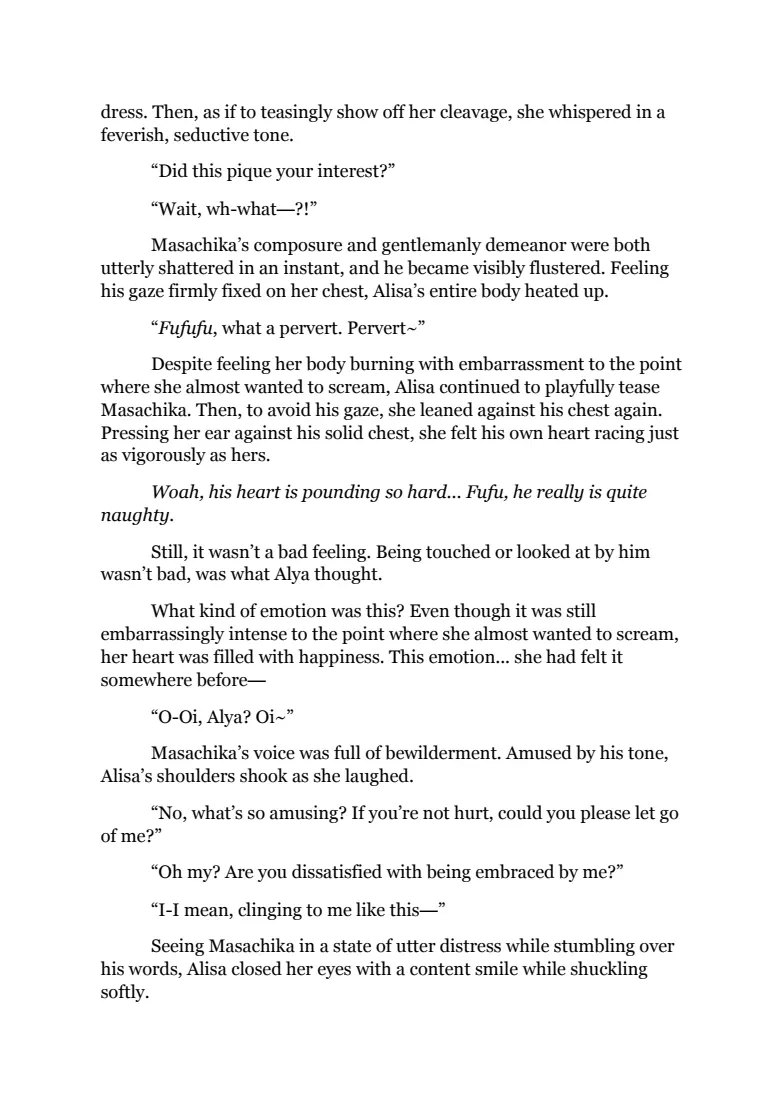 dress. Then, as if to teasingly show off her cleavage, she whispered in a
feverish, seductive tone.
“Did this pique your interest?”
“Wait, wh-what—?!”
Masachika’s composure and gentlemanly demeanor were both
utterly shattered in an instant, and he became visibly flustered. Feeling
his gaze firmly fixed on her chest, Alisa’s entire body heated up.
“Fufufu, what a pervert. Pervert~”
Despite feeling her body burning with embarrassment to the point
where she almost wanted to scream, Alisa continued to playfully tease
Masachika. Then, to avoid his gaze, she leaned against his chest again.
Pressing her ear against his solid chest, she felt his own heart racing just
as vigorously as hers.
Woah, his heart is pounding so hard... Fufu, he really is quite
naughty.
Still, it wasn’t a bad feeling. Being touched or looked at by him
wasn’t bad, was what Alya thought.
What kind of emotion was this? Even though it was still
embarrassingly intense to the point where she almost wanted to scream,
her heart was filled with happiness. This emotion... she had felt it
somewhere before—
“O-Oi, Alya? Oi~”
Masachika’s voice was full of bewilderment. Amused by his tone,
Alisa’s shoulders shook as she laughed.
“No, what’s so amusing? If you’re not hurt, could you please let go
of me?”
“Oh my? Are you dissatisfied with being embraced by me?”
“I-I mean, clinging to me like this—”
Seeing Masachika in a state of utter distress while stumbling over
his words, Alisa closed her eyes with a content smile while shuckling
softly.